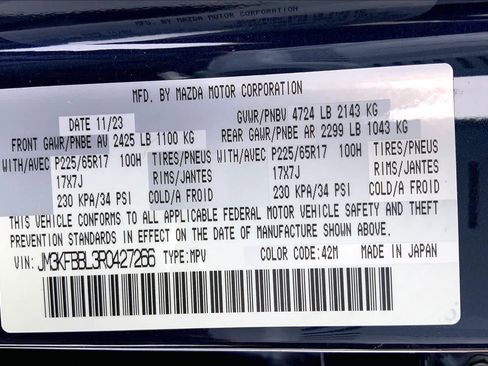 MFD. BY MAZDA MOTOR CORPORATION
DATE 11/23 GVWR/PNBV 4724 LB 2143 KG
FRONT GAWR/PNBE AV 2425 LB 1100 KG REAR GAWR/PNBE AR 2299 LB 1043 KG
WITH/AVEC P225/65R17 100H TIRES/PNEUS WITH/AVEC P225/65R17 100H TIRES/PNEUS
17X7J RIMS/JANTES 17X7J RIMS/JANTES
230 KPA/34 PSI COLD/A FROID 230 KPA/34 PSI COLD/A FROID
THIS VEHICLE CONFORMS TO ALL APPLICABLE FEDERAL MOTOR VEHICLE SAFETY AND THEFT
PREVENTION STANDARDS IN EFFECT ON THE DATE OF MANUFACTURE SHOWN ABOVE.
VIN: JM3KFBBL3R0427266 TYPE: MPV COLOR CODE: 42M MADE IN JAPAN